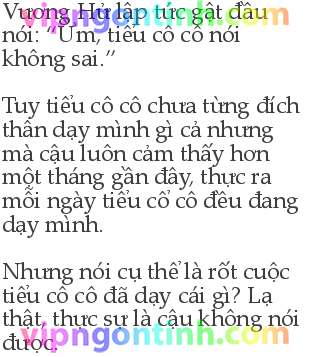 Vương Hử lập tức gật đầu
nói: “Ừm, tiểu cô cô nói
không sai.”
Tuy tiểu cô cô chưa từng đích
thân dạy mình gì cả nhưng
mà cậu luôn cảm thấy hơn
một tháng gần đây, thực ra
mỗi ngày tiểu cổ cô đều đang
dạy mình.
Nhưng nói cụ thể là rốt cuộc
tiểu cô cô đã dạy cái gì? Lạ
thật, thực sự là cậu không nói
được.
vipngontinh.com
vipngontinh.com